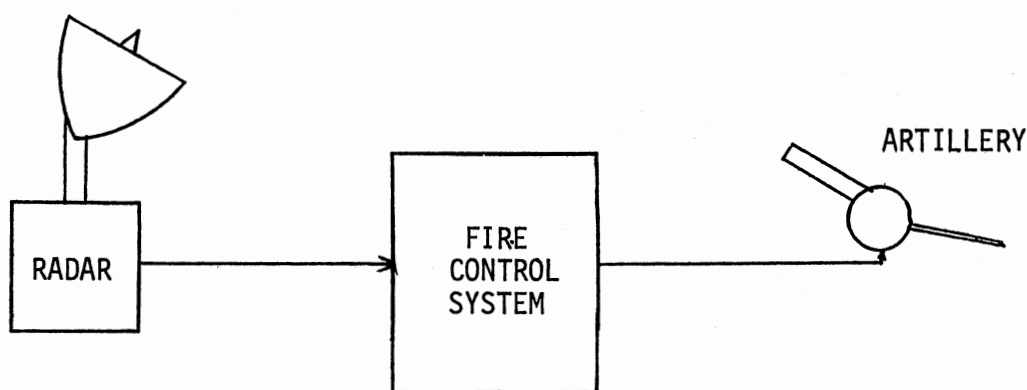 ARTILLERY
RADAR
FIRE
CONTROL
SYSTEM